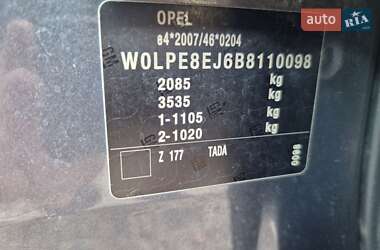 auto RIA
OPEL
e4*2007/46*0204
W0LPE8EJ6B8110098
2085 kg
3535 kg
1-1105 kg
2-1020 kg
Z 177 TADA 0098